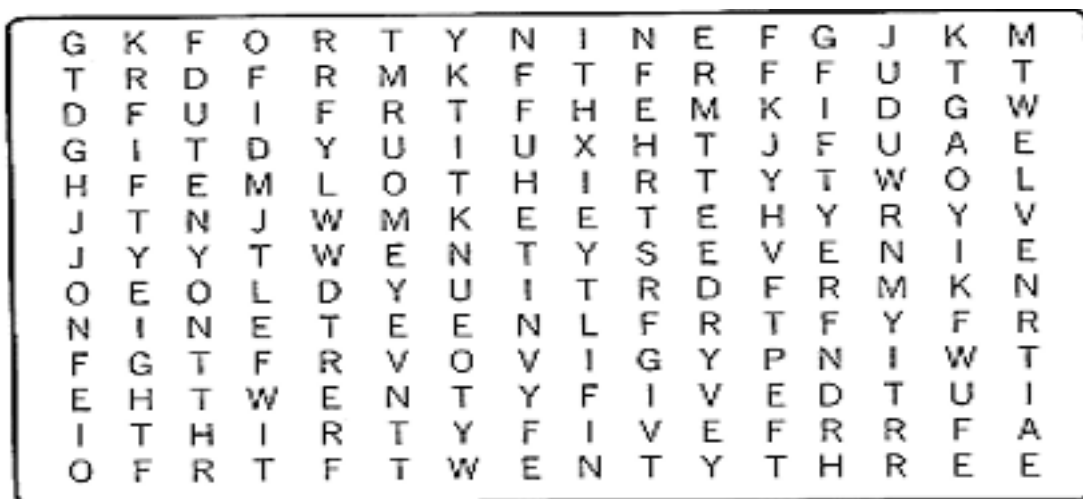 G K F O R T Y N I N E F G J K M
T R D F R M K F T F R F F U T T
D F U I F R T F H E M K I D G W
G I T D Y U I U X H T J F U A E
H F E M L O T H I R T Y T W O L
J T N J W M K E E T E H Y R Y V
J Y Y T W E N T Y S E V E N I E
O E O L D Y U I T R D F R M K N
N I N E T E E N L F R T F Y F R
F G T F R V O V I G Y P N I W T
E H T W E N T Y F I V E D T U I
I T H I R T Y F I V E F R R F A
O F R T F T W E N T Y T H R E E